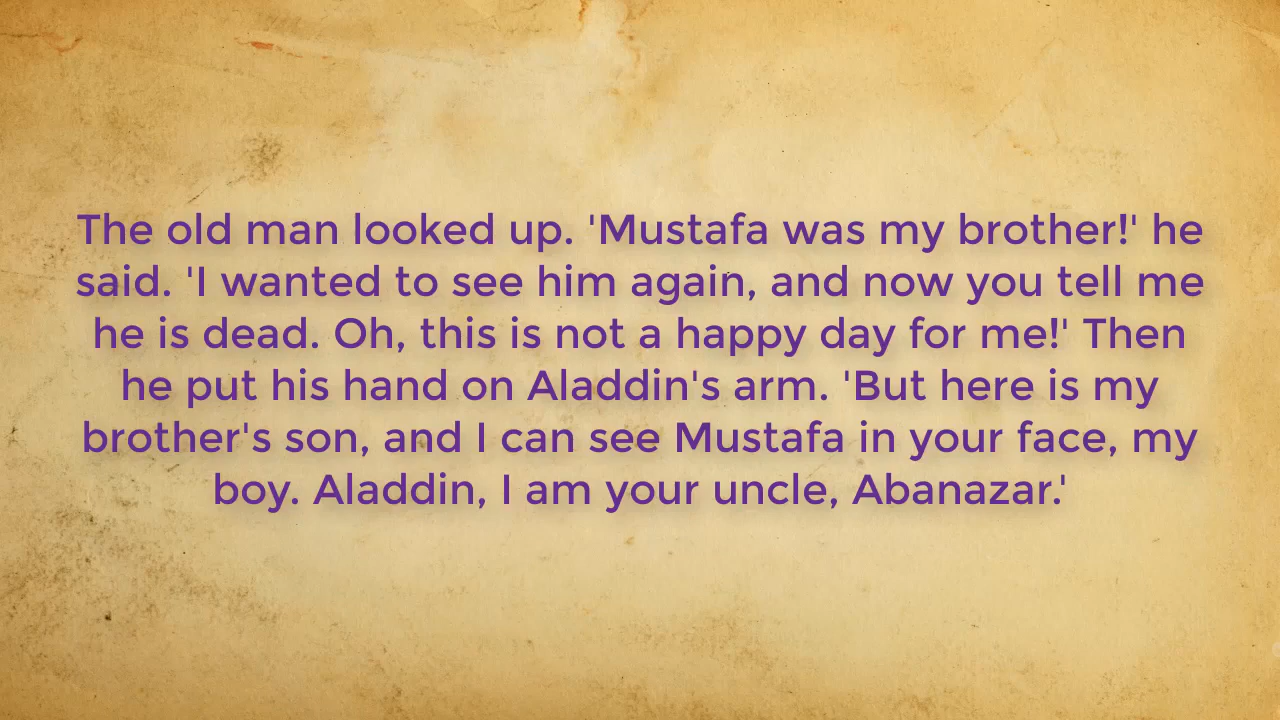 The old man looked up. 'Mustafa was my brother!' he
said. 'I wanted to see him again, and now you tell me
he is dead. Oh, this is not a happy day for me!' Then
he put his hand on Aladdin's arm. 'But here is my
brother's son, and I can see Mustafa in your face, my
boy. Aladdin, I am your uncle, Abanazar.'